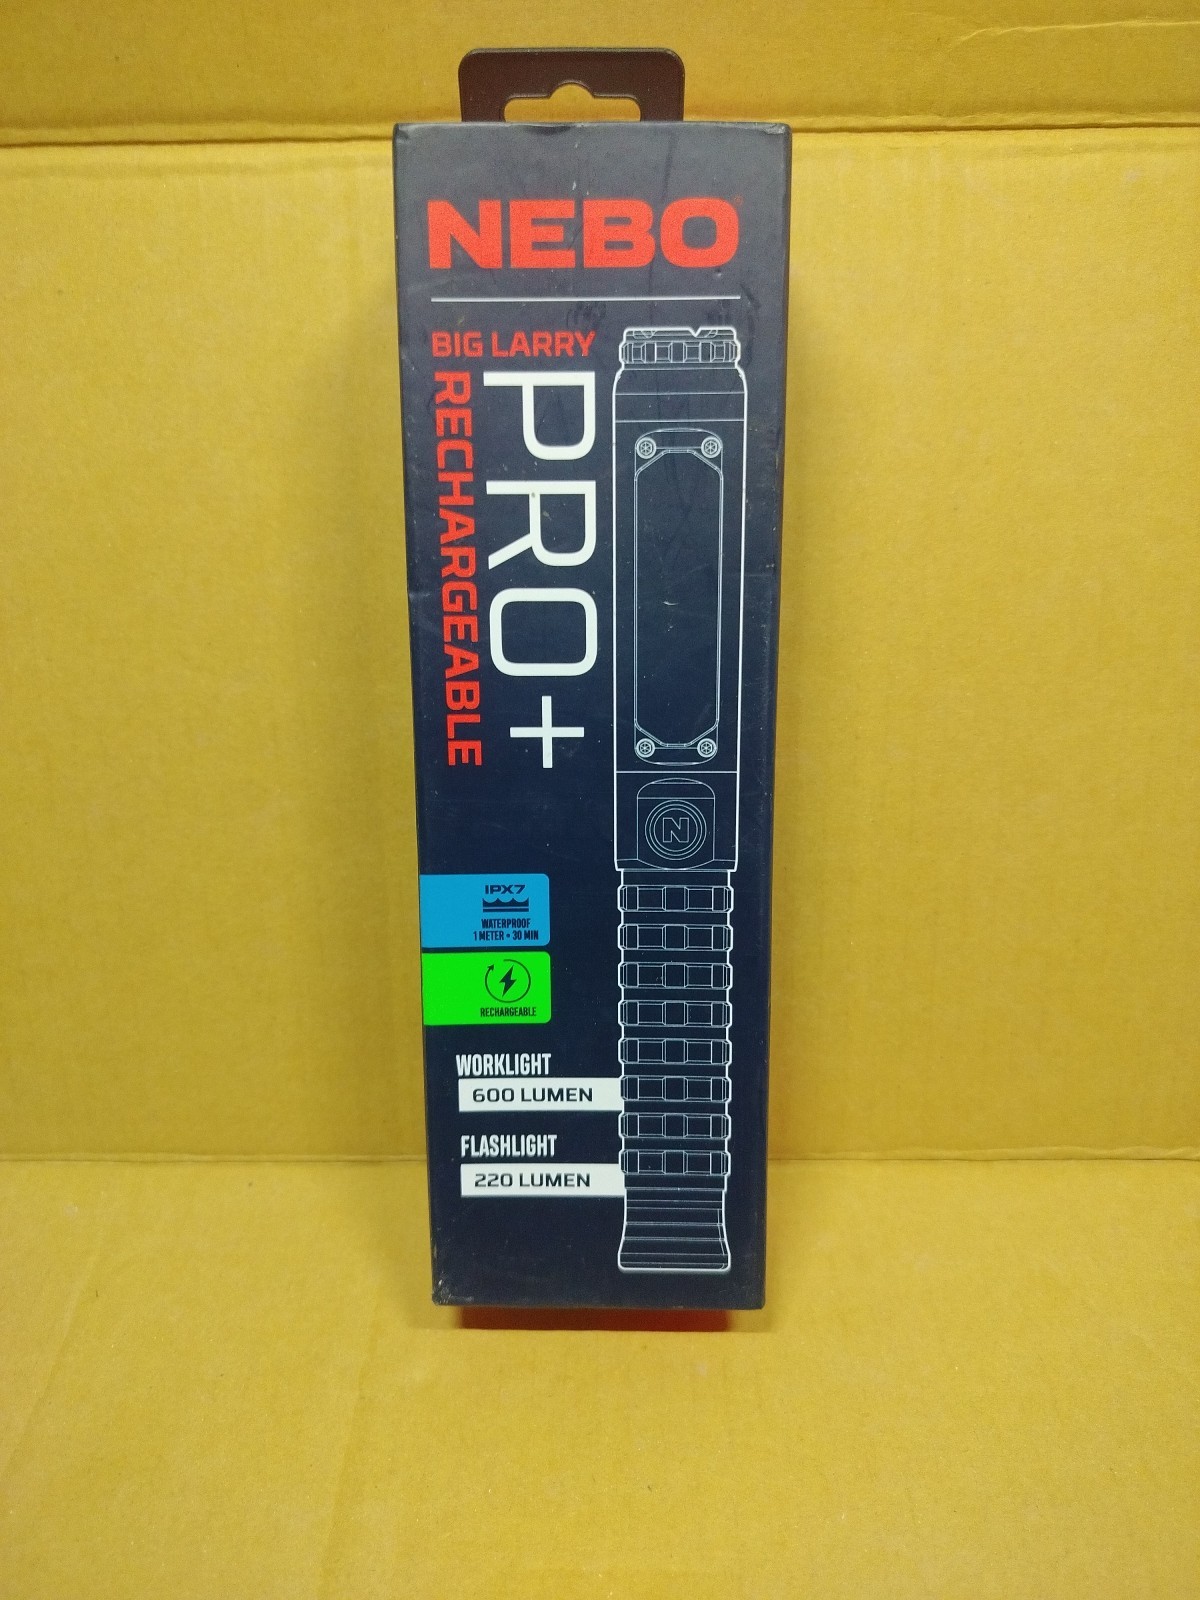 NEBO®
BIG LARRY
PRO+
RECHARGEABLE
N
IPX7
WATERPROOF
1 METER • 30 MIN
RECHARGEABLE
WORKLIGHT
600 LUMEN
FLASHLIGHT
220 LUMEN